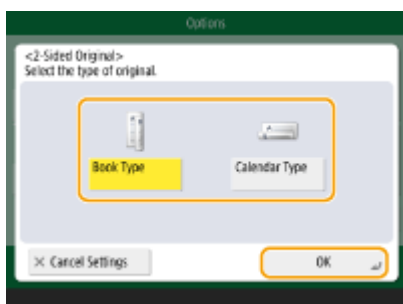 Options
<2-Sided Original>
Select the type of original.
Book Type
Calendar Type
× Cancel Settings
OK